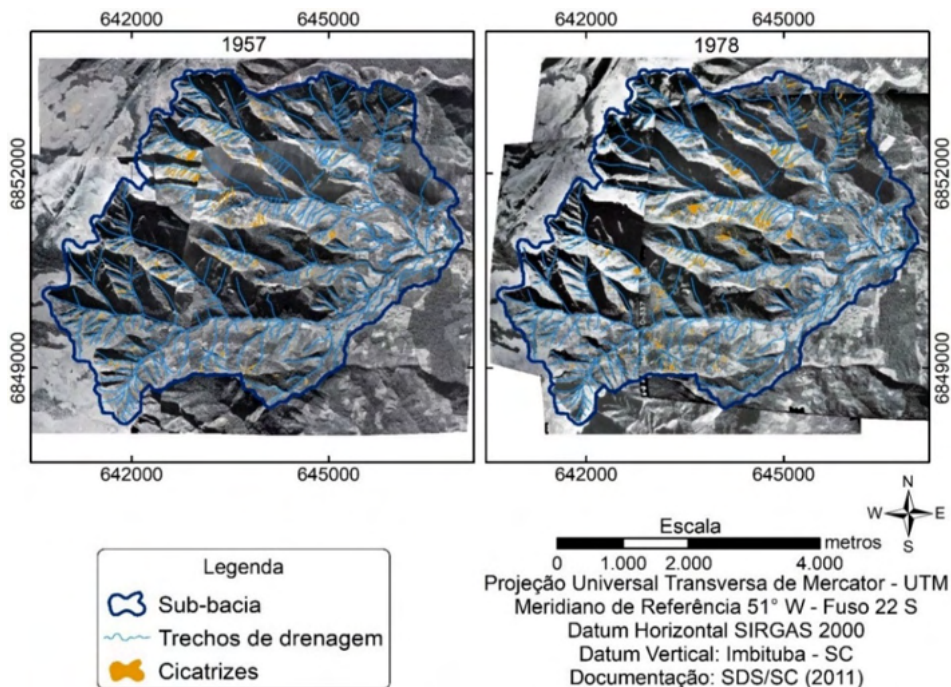 642000 645000 642000 645000
1957 1978
6852000 6852000
6849000 6849000
642000 645000 642000 645000
N
W E
S
Escala
metros
0 1.000 2.000 4.000
Projeção Universal Transversa de Mercator - UTM
Meridiano de Referência 51° W - Fuso 22 S
Datum Horizontal SIRGAS 2000
Datum Vertical: Imbituba - SC
Documentação: SDS/SC (2011)
Legenda
Sub-bacia
Trechos de drenagem
Cicatrizes